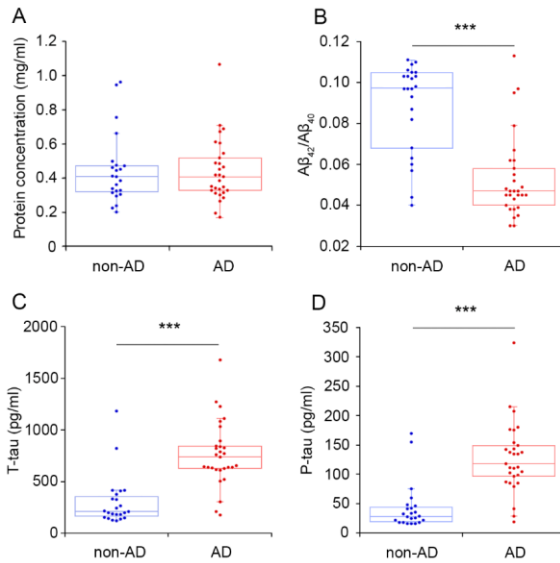 A
Protein concentration (mg/ml)
1.2
1.0
0.8
0.6
0.4
0.2
0
non-AD AD
B
***
Aβ₄₂/Aβ₄₀
0.12
0.10
0.08
0.06
0.04
0.02
non-AD AD
C
***
T-tau (pg/ml)
2000
1500
1000
500
0
non-AD AD
D
***
P-tau (pg/ml)
350
300
250
200
150
100
50
0
non-AD AD